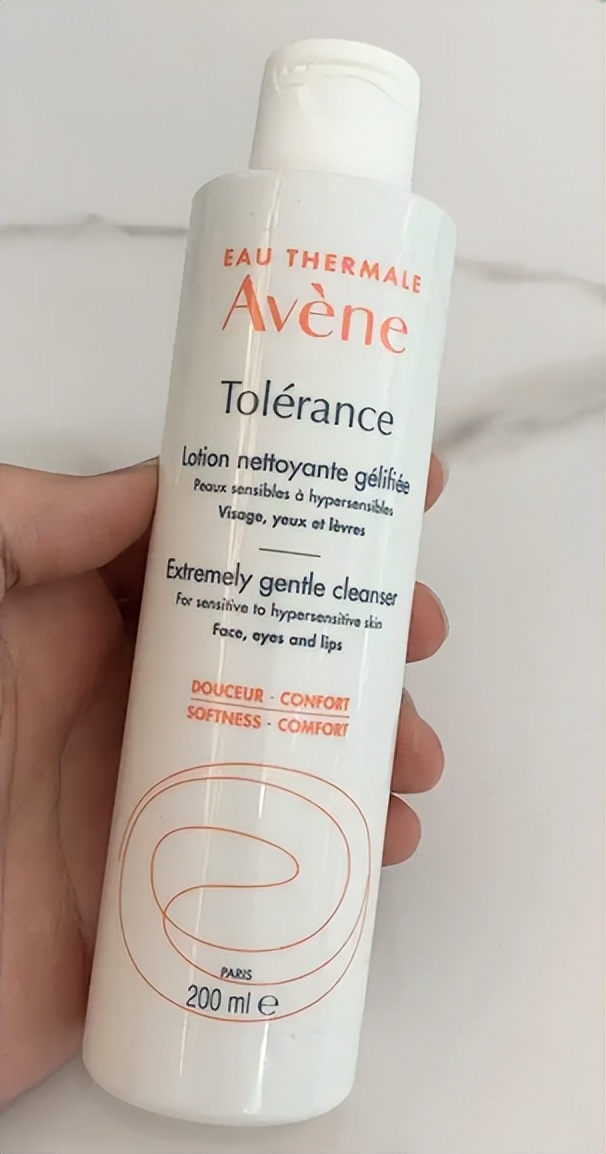 EAU THERMALE
Avène
Tolérance
Lotion nettoyante gélifiée
Peaux sensibles à hypersensibles
Visage, yeux et lèvres
Extremely gentle cleanser
For sensitive to hypersensitive skin
Face, eyes and lips
DOUCEUR - CONFORT
SOFTNESS - COMFORT
PARIS
200 ml e